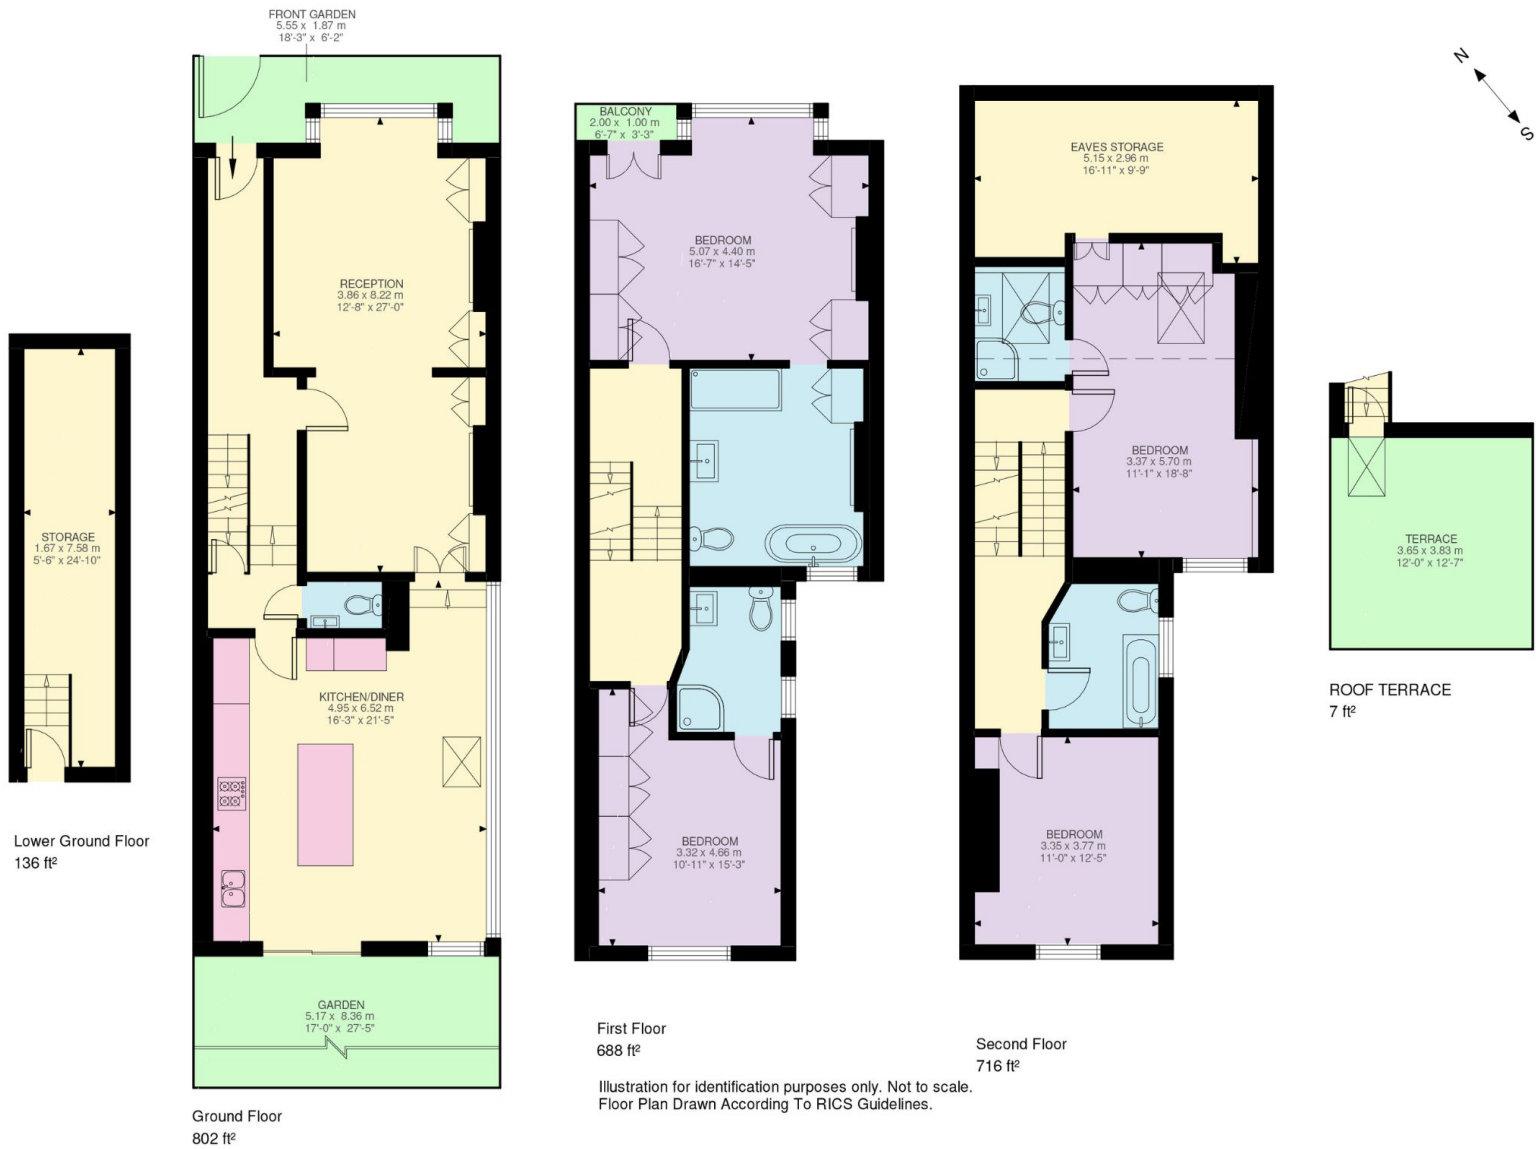 FRONT GARDEN
5.55 x 1.87 m
18'-3" x 6'-2"
RECEPTION
3.86 x 8.22 m
12'-8" x 27'-0"
STORAGE
1.67 x 7.58 m
5'-6" x 24'-10"
KITCHEN/DINER
4.95 x 6.52 m
16'-3" x 21'-5"
GARDEN
5.17 x 8.36 m
17'-0" x 27'-5"
Lower Ground Floor
136 ft²
Ground Floor
802 ft²
BALCONY
2.00 x 1.00 m
6'-7" x 3'-3"
BEDROOM
5.07 x 4.40 m
16'-7" x 14'-5"
BEDROOM
3.32 x 4.66 m
10'-11" x 15'-3"
First Floor
688 ft²
EAVES STORAGE
5.15 x 2.96 m
16'-11" x 9'-9"
BEDROOM
3.37 x 5.70 m
11'-1" x 18'-8"
BEDROOM
3.35 x 3.77 m
11'-0" x 12'-5"
Second Floor
716 ft²
N
S
TERRACE
3.65 x 3.83 m
12'-0" x 12'-7"
ROOF TERRACE
7 ft²
Illustration for identification purposes only. Not to scale.
Floor Plan Drawn According To RICS Guidelines.